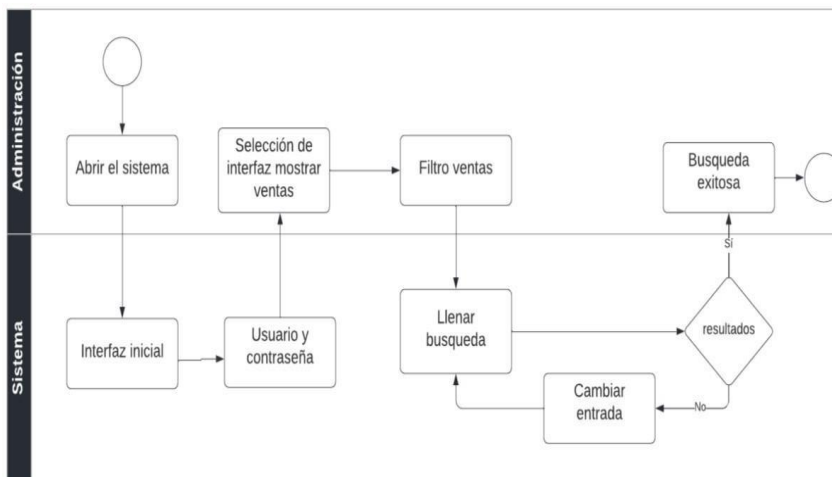 Administración
Abrir el sistema
Selección de
interfaz mostrar
ventas
Filtro ventas
Busqueda
exitosa
Sistema
Interfaz inicial
Usuario y
contraseña
Llenar
busqueda
Sí
resultados
Cambiar
entrada
No